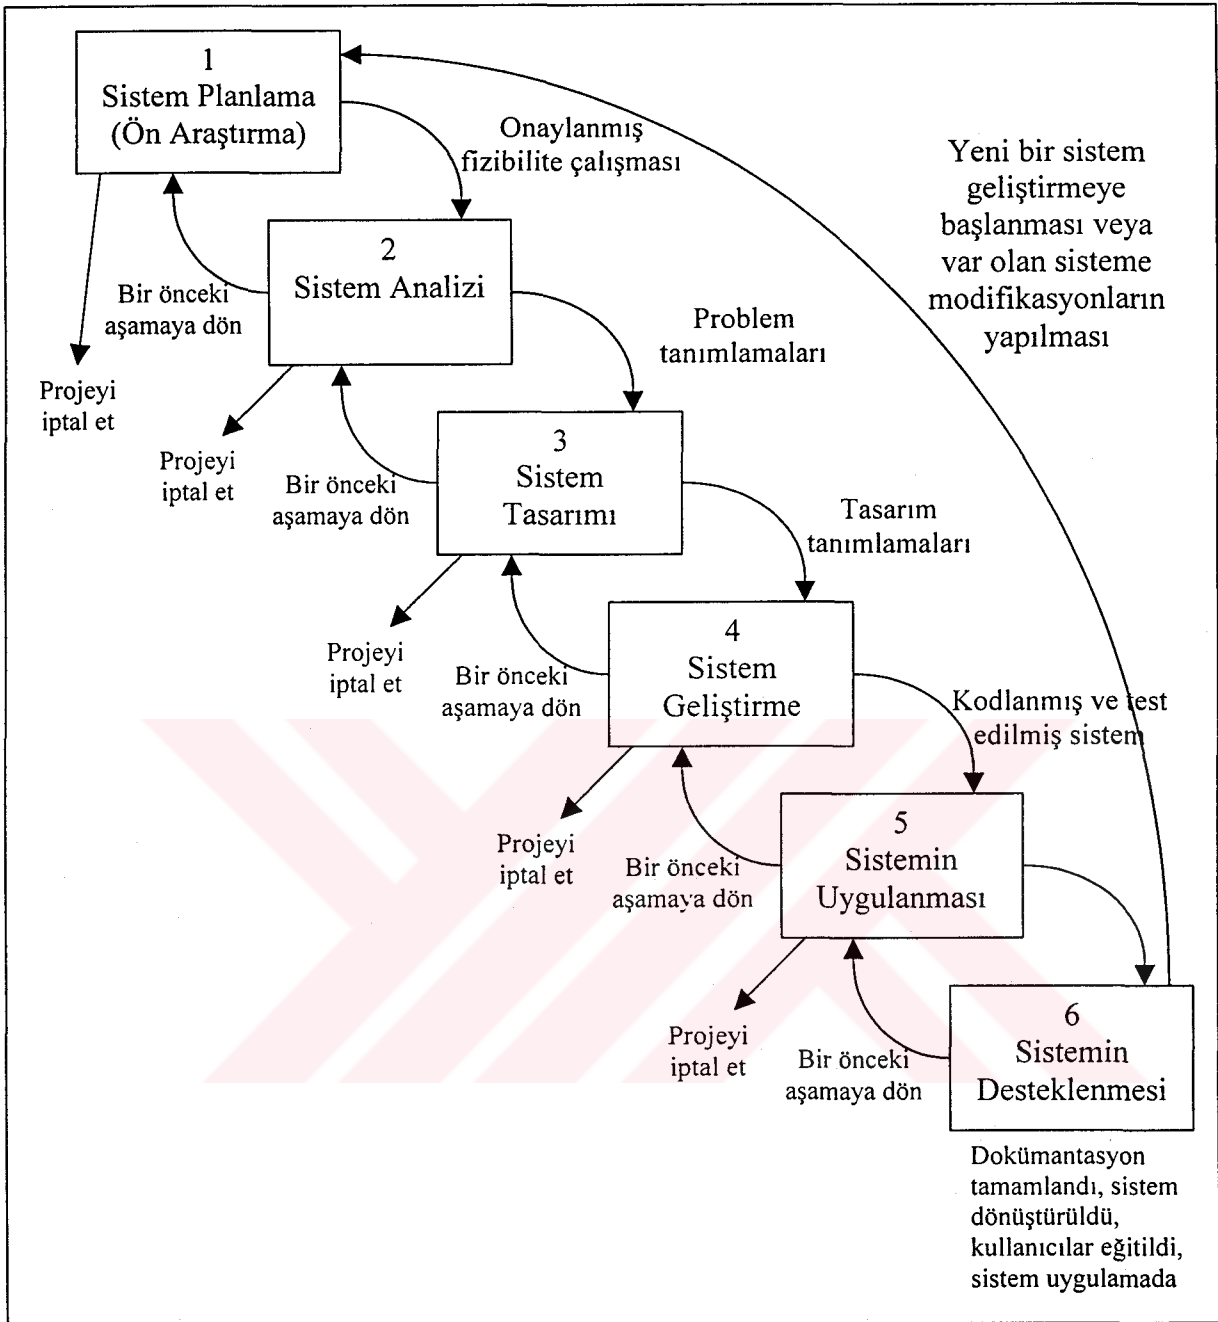 1
Sistem Planlama
(Ön Araştırma)
Onaylanmış
fizibilite çalışması
Yeni bir sistem
geliştirmeye
başlanması veya
var olan sisteme
modifikasyonların
yapılması
2
Sistem Analizi
Bir önceki
aşamaya dön
Problem
tanımlamaları
Projeyi
iptal et
Projeyi
iptal et
3
Sistem
Tasarımı
Bir önceki
aşamaya dön
Tasarım
tanımlamaları
Projeyi
iptal et
4
Sistem
Geliştirme
Bir önceki
aşamaya dön
Kodlanmış ve test
edilmiş sistem
Projeyi
iptal et
5
Sistemin
Uygulanması
Bir önceki
aşamaya dön
Projeyi
iptal et
6
Sistemin
Desteklenmesi
Bir önceki
aşamaya dön
Dokümantasyon
tamamlandı, sistem
dönüştürüldü,
kullanıcılar eğitildi,
sistem uygulamada